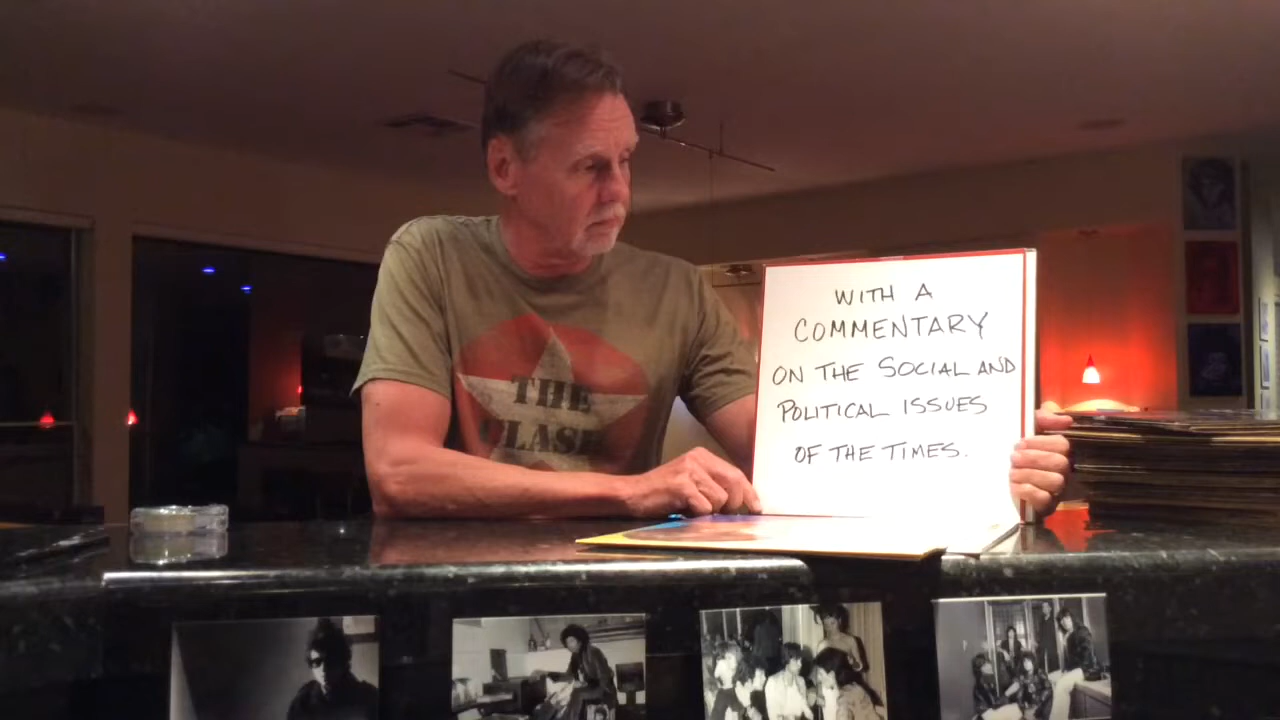 THE
CLASH
WITH A
COMMENTARY
ON THE SOCIAL AND
POLITICAL ISSUES
OF THE TIMES.